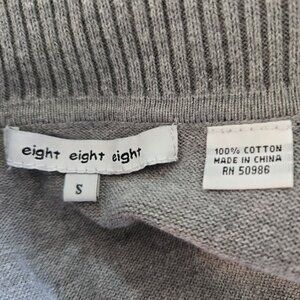 eight eight eight
S
100% COTTON
MADE IN CHINA
RN 50986